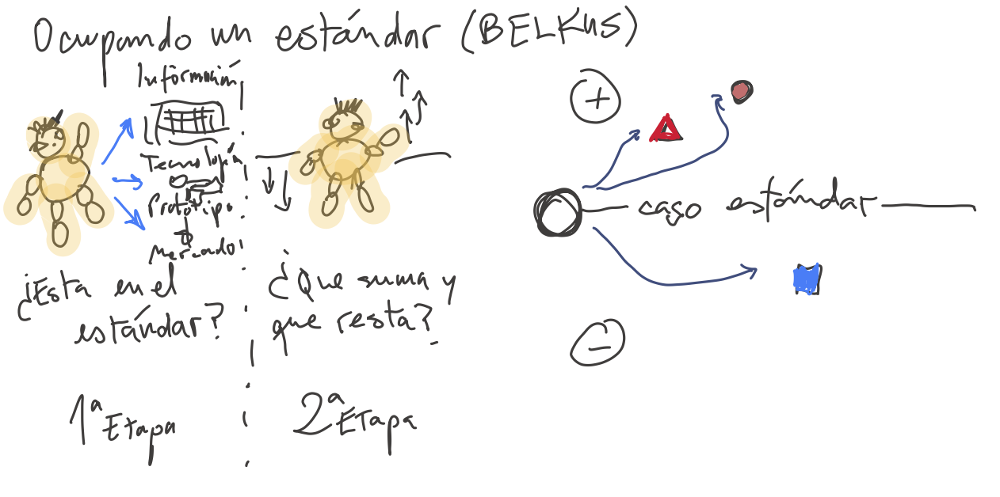 Ocupando un estándar (BELKUS)
Información
Tecnología
Prototipo
Mercado
¿Esta en el
estándar?
1ª Etapa
¿Que suma y
que resta?
2ª Etapa
+
caso estándar
-